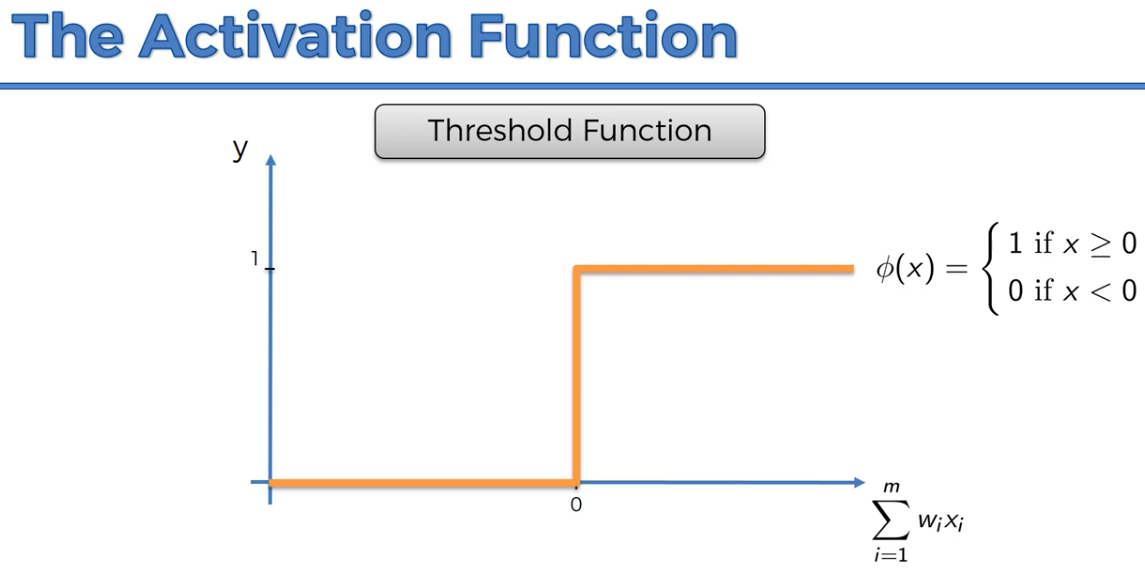 The Activation Function
Threshold Function
y
1
ϕ(x) = { 1 if x ≥ 0
0 if x < 0
0
m
∑ wᵢxᵢ
i=1